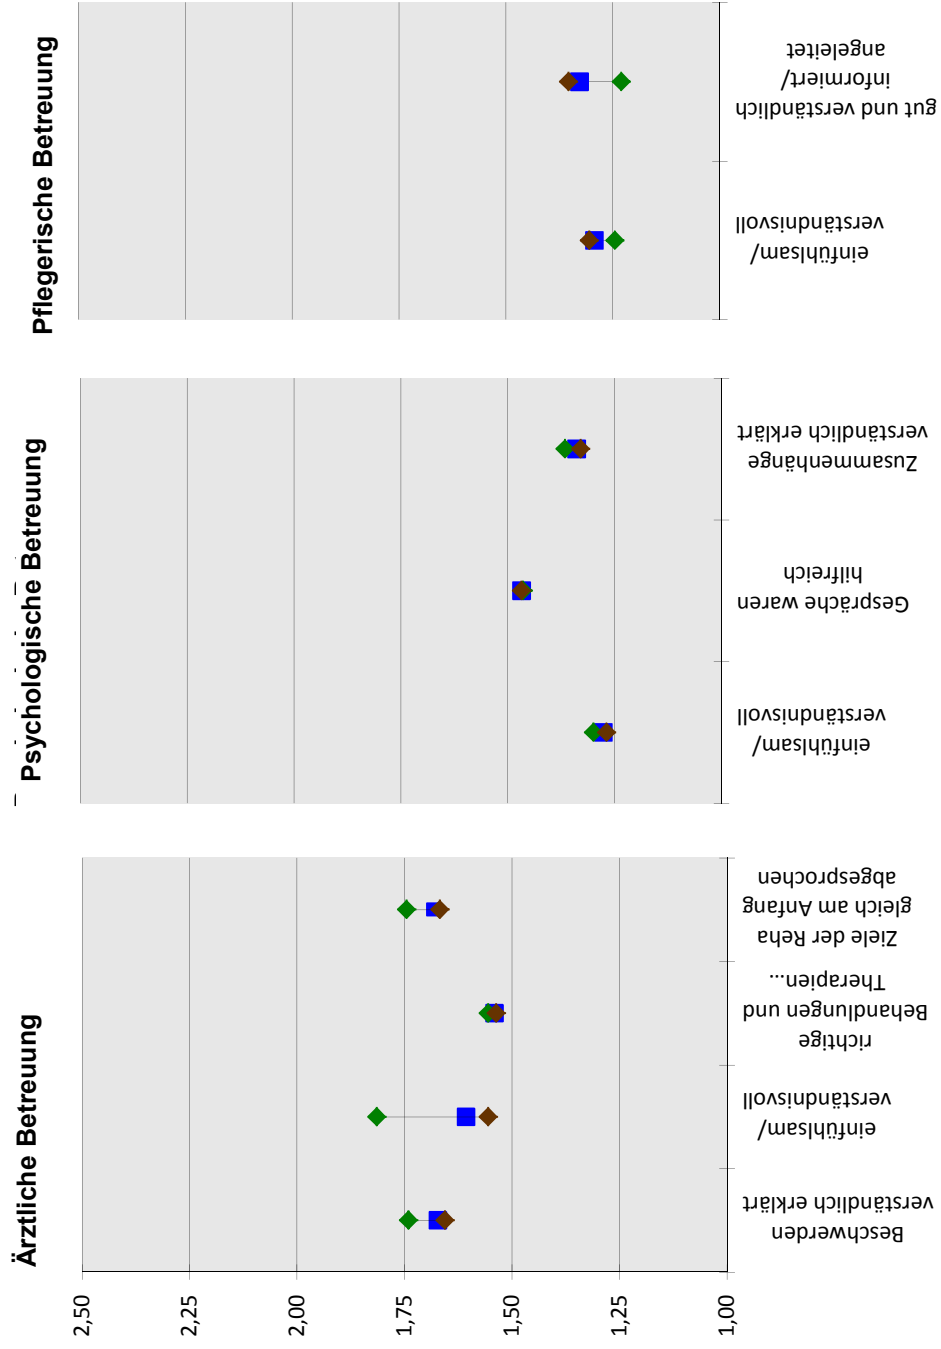 Pflegerische Betreuung
gut und verständlich
informiert/
angeleitet
einfühlsam/
verständnisvoll
Psychologische Betreuung
Zusammenhänge
verständlich erklärt
Gespräche waren
hilfreich
einfühlsam/
verständnisvoll
Ärztliche Betreuung
Ziele der Reha
gleich am Anfang
abgesprochen
richtige
Behandlungen und
Therapien...
einfühlsam/
verständnisvoll
Beschwerden
verständlich erklärt
2,50
2,25
2,00
1,75
1,50
1,25
1,00